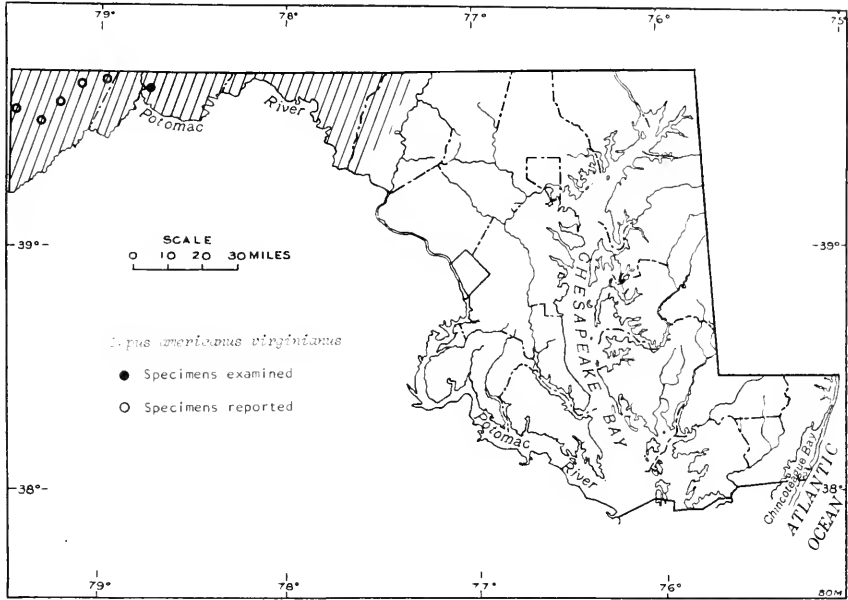 79° 78° 77° 76° 75°
Potomac
River
39° 39°
SCALE
0 10 20 30 MILES
CHESAPEAKE BAY
americanus virginianus
Specimens examined
Specimens reported
Potomac
River
Chincoteague Bay
ATLANTIC
OCEAN
38° 38°
79° 78° 77° 76°
80M